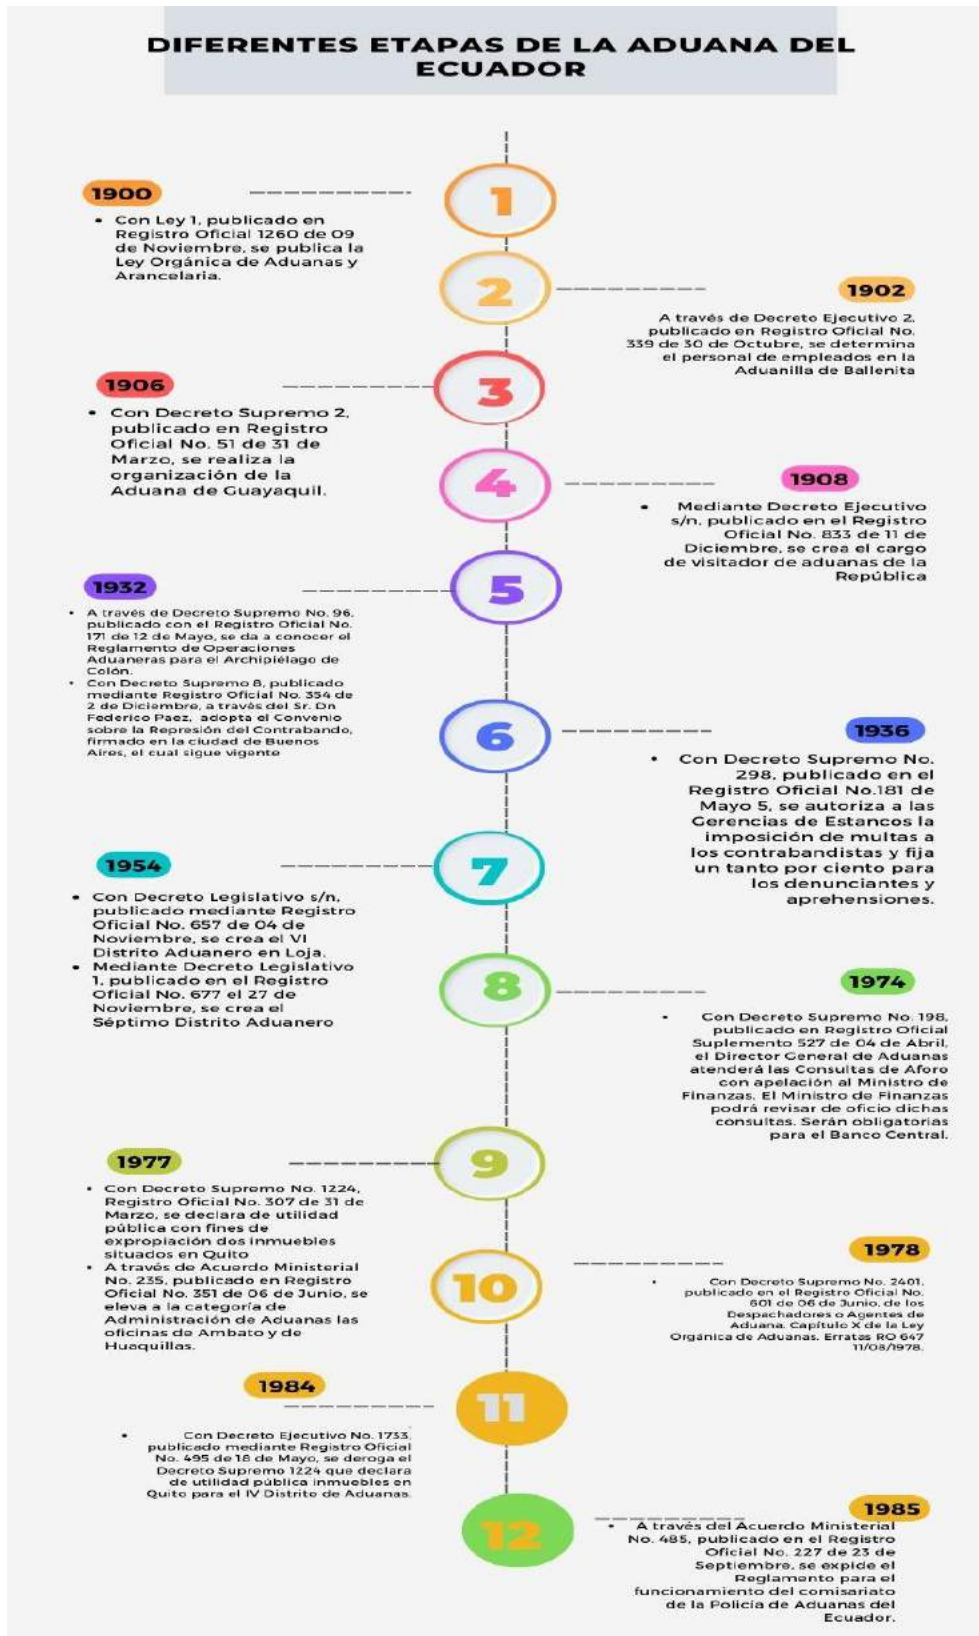 DIFERENTES ETAPAS DE LA ADUANA DEL
ECUADOR
1
1900
• Con Ley 1, publicado en
Registro Oficial 1260 de 09
de Noviembre, se publica la
Ley Orgánica de Aduanas y
Arancelaria.
2
1902
A través de Decreto Ejecutivo 2,
publicado en Registro Oficial No.
339 de 30 de Octubre, se determina
el personal de empleados en la
Aduanilla de Ballenita
3
1906
• Con Decreto Supremo 2,
publicado en Registro
Oficial No. 51 de 31 de
Marzo, se realiza la
organización de la
Aduana de Guayaquil.
4
1908
• Mediante Decreto Ejecutivo
s/n, publicado en el Registro
Oficial No. 833 de 11 de
Diciembre, se crea el cargo
de visitador de aduanas de la
República
5
1932
• A través de Decreto Supremo No. 96,
publicado con el Registro Oficial No.
171 de 12 de Mayo, se da a conocer el
Reglamento de Operaciones
Aduaneras para el Archipiélago de
Colón.
• Con Decreto Supremo 8, publicado
mediante Registro Oficial No. 354 de
2 de Diciembre, a través del Sr. Dn
Federico Paez, adopta el Convenio
sobre la Represión del Contrabando,
firmado en la ciudad de Buenos
Aires, el cual sigue vigente
6
1936
• Con Decreto Supremo No.
298, publicado en el
Registro Oficial No.181 de
Mayo 5, se autoriza a las
Gerencias de Estancos la
imposición de multas a
los contrabandistas y fija
un tanto por ciento para
los denunciantes y
aprehensiones.
7
1954
• Con Decreto Legislativo s/n,
publicado mediante Registro
Oficial No. 657 de 04 de
Noviembre, se crea el VI
Distrito Aduanero en Loja.
• Mediante Decreto Legislativo
1, publicado en el Registro
Oficial No. 677 el 27 de
Noviembre, se crea el
Séptimo Distrito Aduanero
8
1974
• Con Decreto Supremo No. 198,
publicado en Registro Oficial
Suplemento 527 de 04 de Abril,
el Director General de Aduanas
atenderá las Consultas de Aforo
con apelación al Ministro de
Finanzas. El Ministro de Finanzas
podrá revisar de oficio dichas
consultas. Serán obligatorias
para el Banco Central.
9
1977
• Con Decreto Supremo No. 1224,
Registro Oficial No. 307 de 31 de
Marzo, se declara de utilidad
pública con fines de
expropiación dos inmuebles
situados en Quito
• A través de Acuerdo Ministerial
No. 235, publicado en Registro
Oficial No. 351 de 06 de Junio, se
eleva a la categoría de
Administración de Aduanas las
oficinas de Ambato y de
Huaquillas.
10
1978
• Con Decreto Supremo No. 2401,
publicado en el Registro Oficial No.
601 de 06 de Junio, de los
Despachadores o Agentes de
Aduana. Capítulo X de la Ley
Orgánica de Aduanas. Erratas RO 647
11/08/1978.
11
1984
• Con Decreto Ejecutivo No. 1733,
publicado mediante Registro Oficial
No. 495 de 18 de Mayo, se deroga el
Decreto Supremo 1224 que declara
de utilidad pública inmuebles en
Quito para el IV Distrito de Aduanas.
12
1985
• A través del Acuerdo Ministerial
No. 485, publicado en el Registro
Oficial No. 227 de 23 de
Septiembre, se expide el
Reglamento para el
funcionamiento del comisariato
de la Policía de Aduanas del
Ecuador.